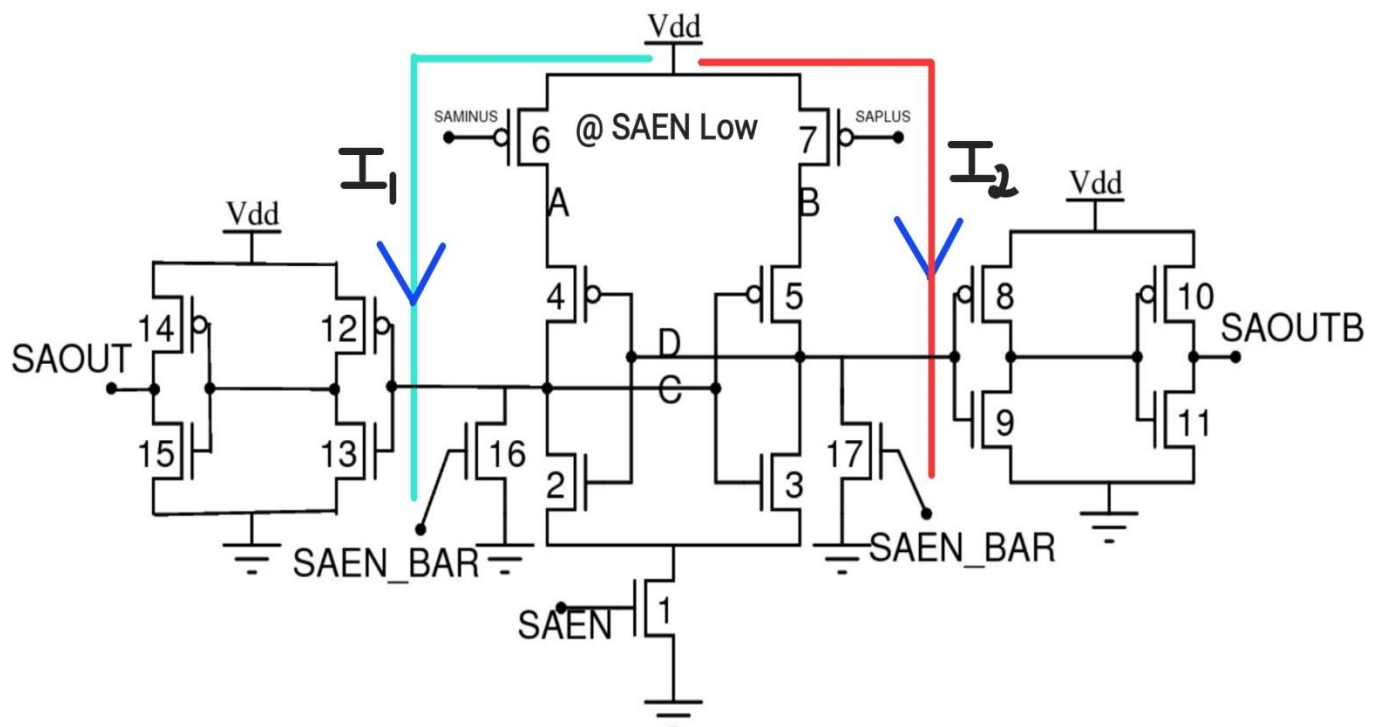 Vdd
SAMINUS
6
@ SAEN Low
7
SAPLUS
I1
I2
Vdd
Vdd
A
B
14
12
4
5
8
10
SAOUT
D
SAOUTB
C
15
13
16
2
3
17
9
11
SAEN_BAR
SAEN_BAR
SAEN
1